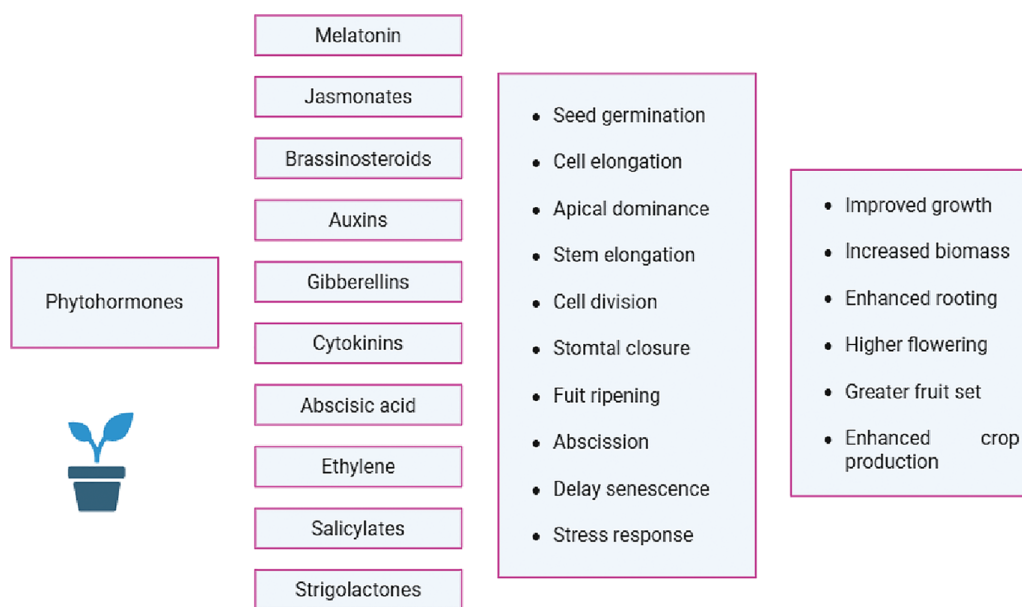 Phytohormones
Melatonin
Jasmonates
Brassinosteroids
Auxins
Gibberellins
Cytokinins
Abscisic acid
Ethylene
Salicylates
Strigolactones
Seed germination
Cell elongation
Apical dominance
Stem elongation
Cell division
Stomtal closure
Fuit ripening
Abscission
Delay senescence
Stress response
Improved growth
Increased biomass
Enhanced rooting
Higher flowering
Greater fruit set
Enhanced crop
production